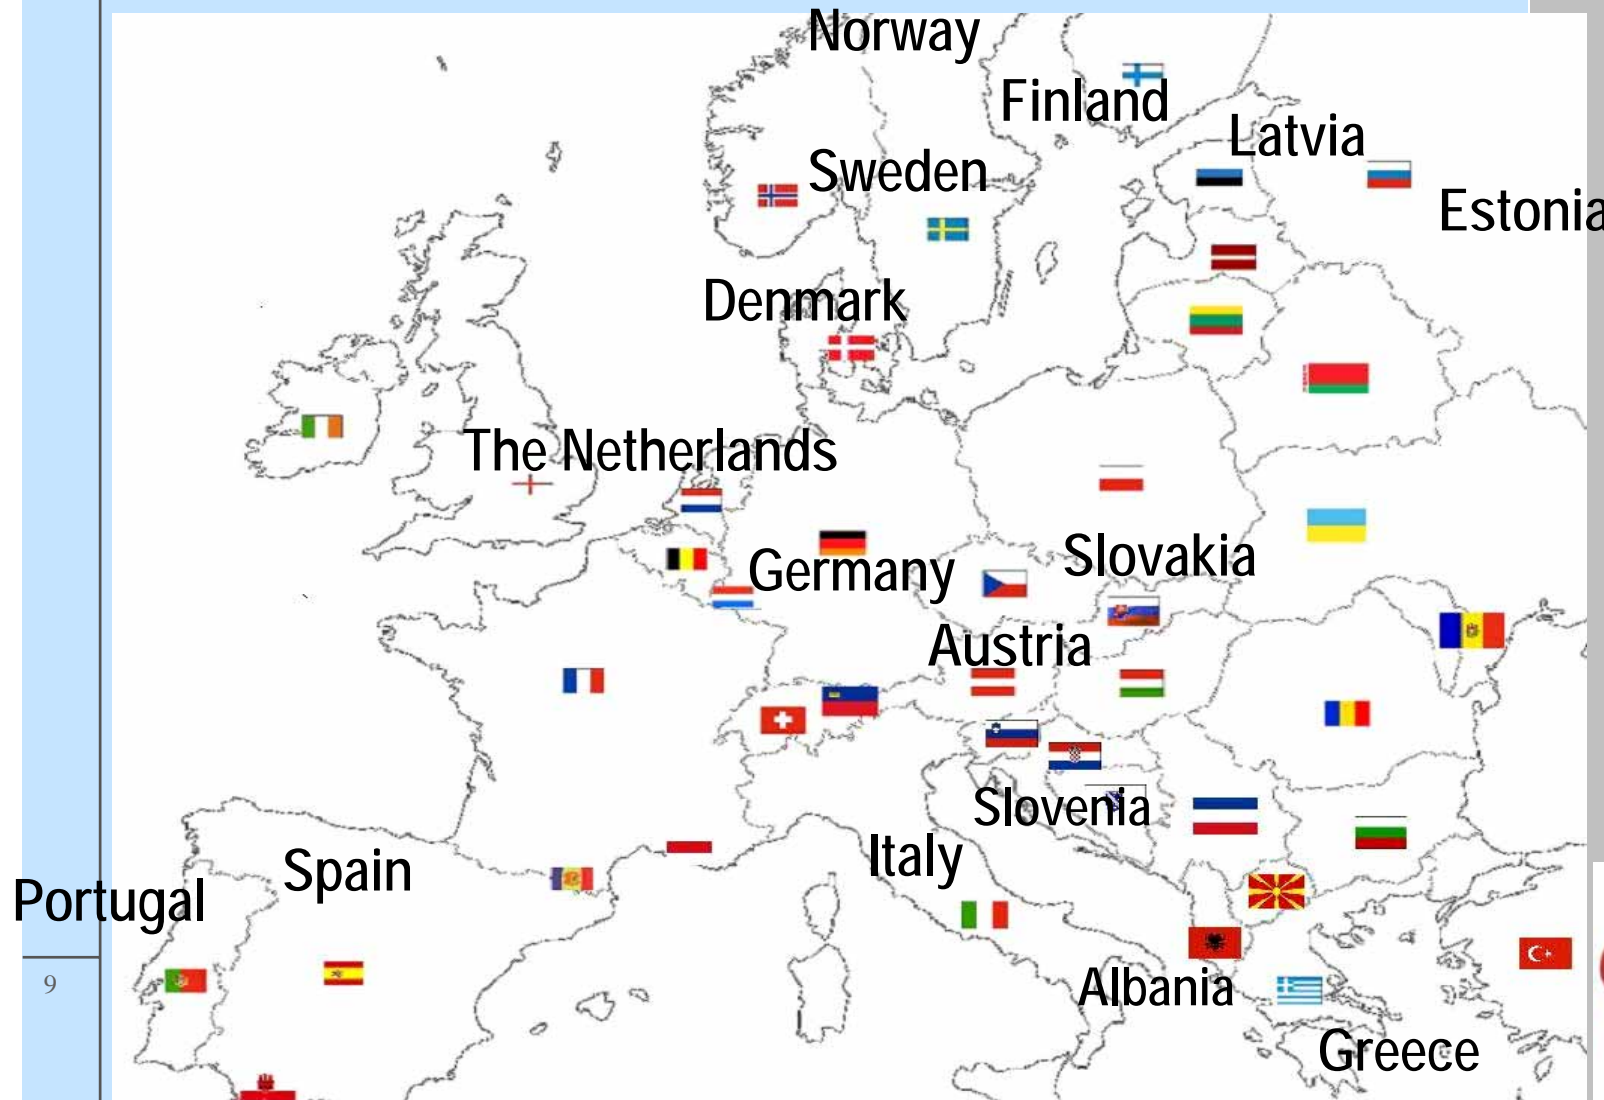 Norway
Finland
Latvia
Sweden
Estonia
Denmark
The Netherlands
Germany
Slovakia
Austria
Slovenia
Italy
Spain
Portugal
9
Albania
Greece